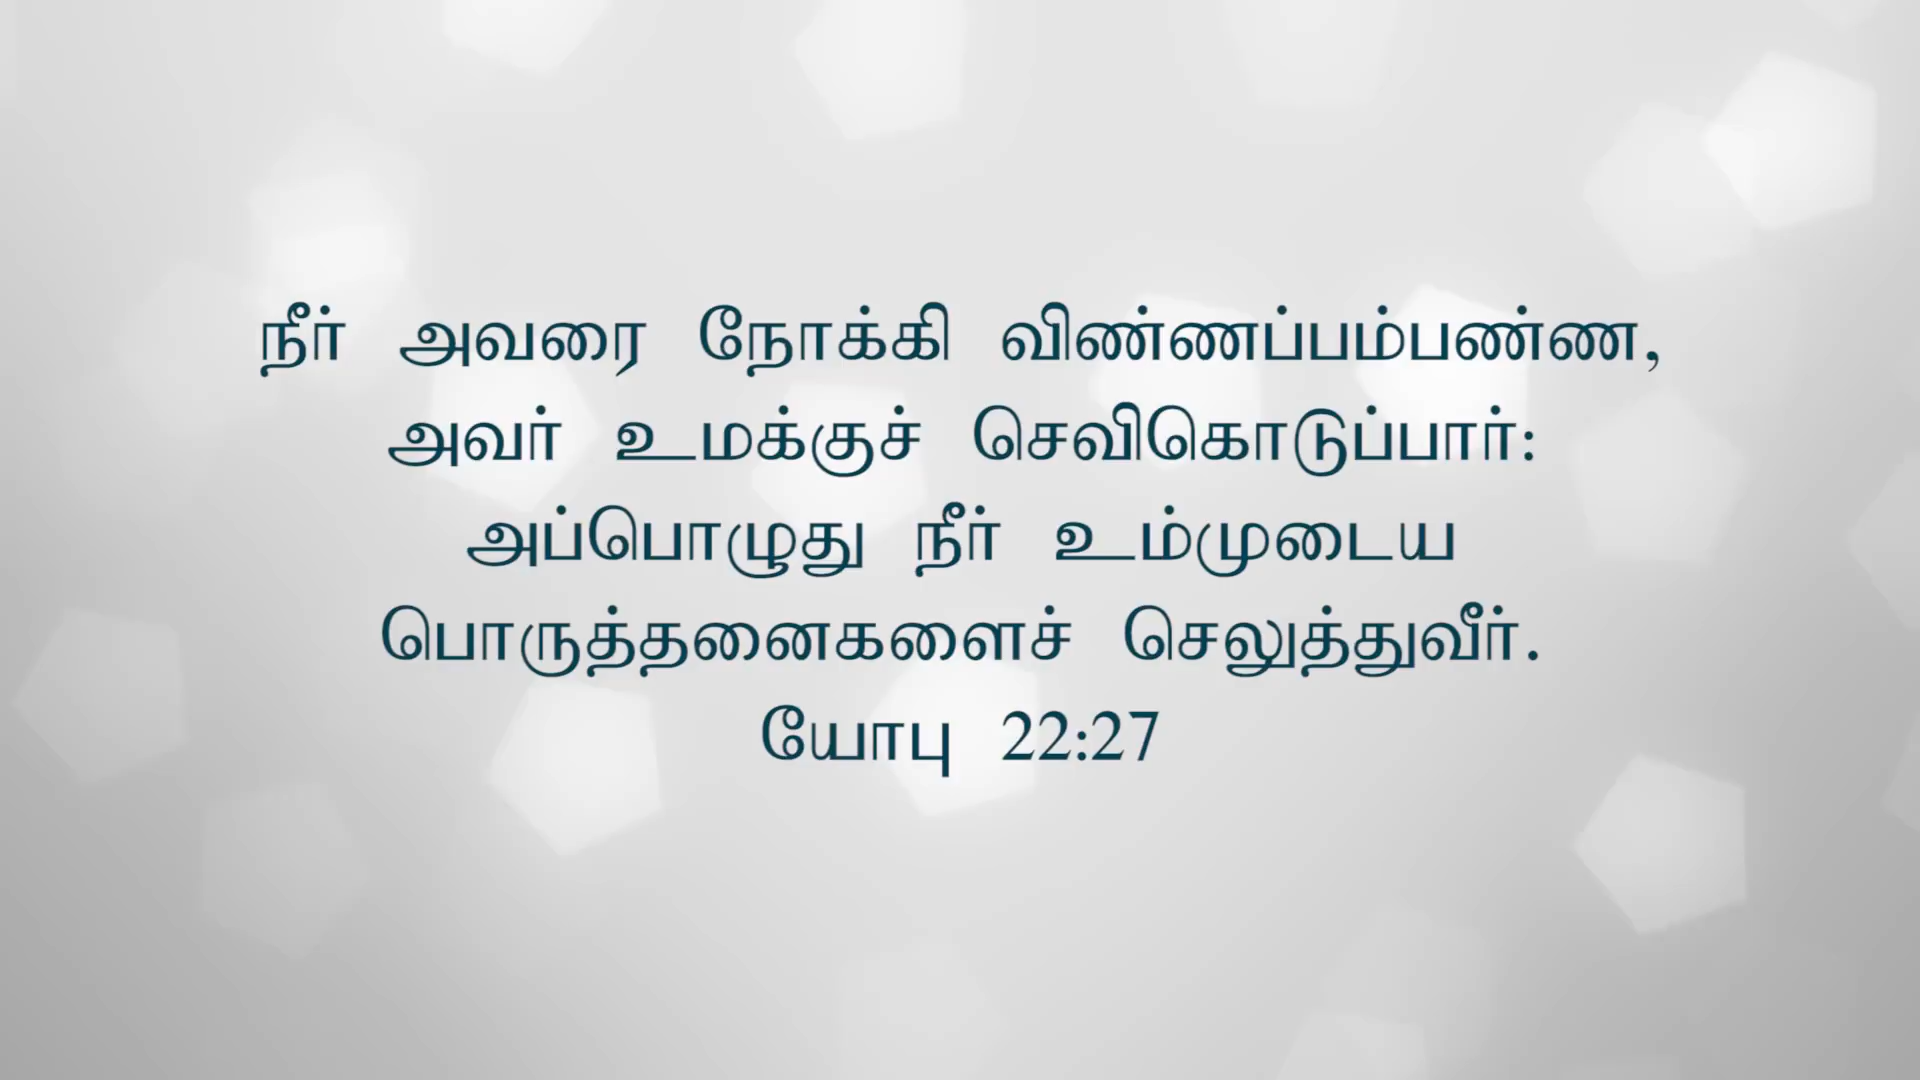 நீர் அவரை நோக்கி விண்ணப்பம்பண்ண,
அவர் உமக்குச் செவிகொடுப்பார்:
அப்பொழுது நீர் உம்முடைய
பொருத்தனைகளைச் செலுத்துவீர்.
யோபு 22:27